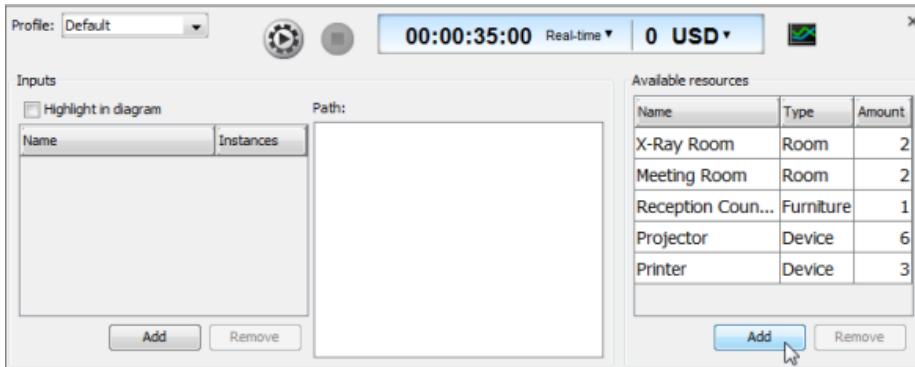 Profile: Default 00:00:35:00 Real-time 0 USD
Inputs
Highlight in diagram Path:
Name Instances
Add Remove
Available resources
Name Type Amount
X-Ray Room Room 2
Meeting Room Room 2
Reception Coun... Furniture 1
Projector Device 6
Printer Device 3
Add Remove